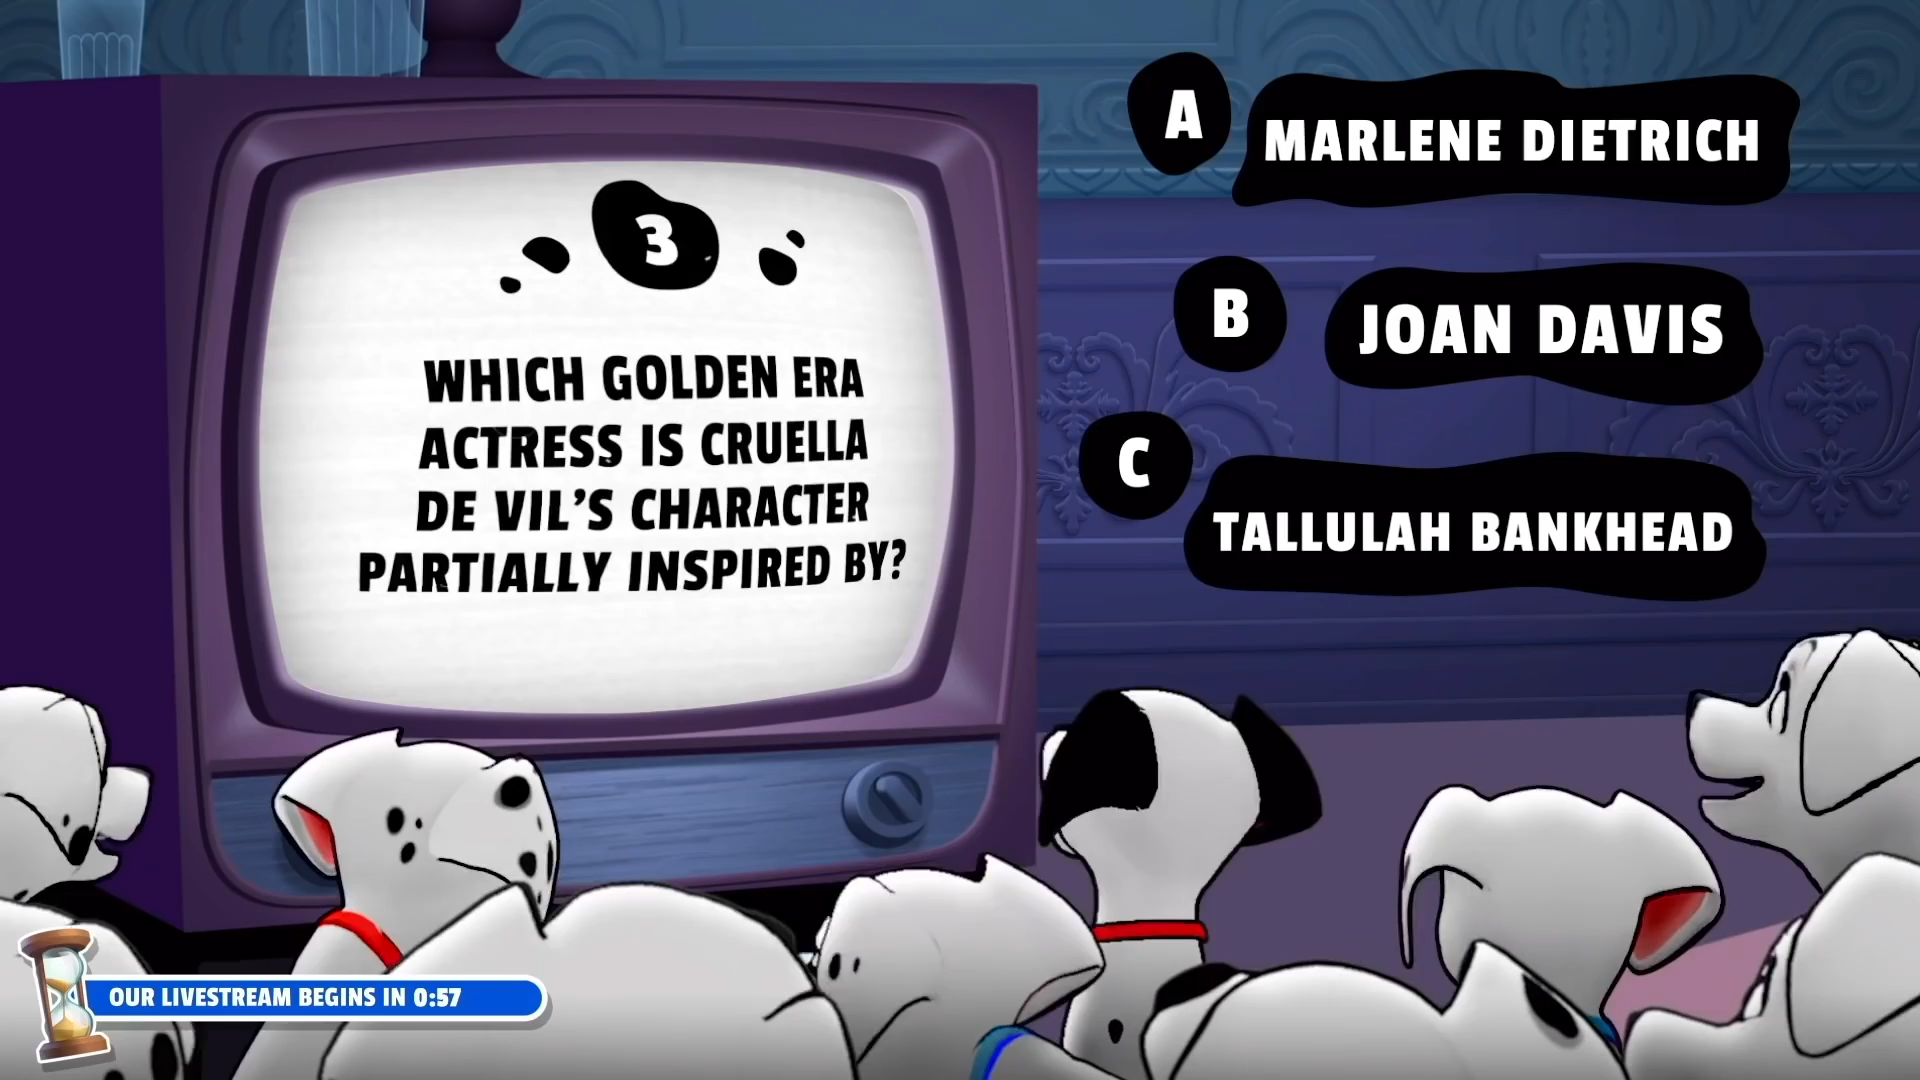 3
WHICH GOLDEN ERA
ACTRESS IS CRUELLA
DE VIL'S CHARACTER
PARTIALLY INSPIRED BY?
A
MARLENE DIETRICH
B
JOAN DAVIS
C
TALLULAH BANKHEAD
OUR LIVESTREAM BEGINS IN 0:57